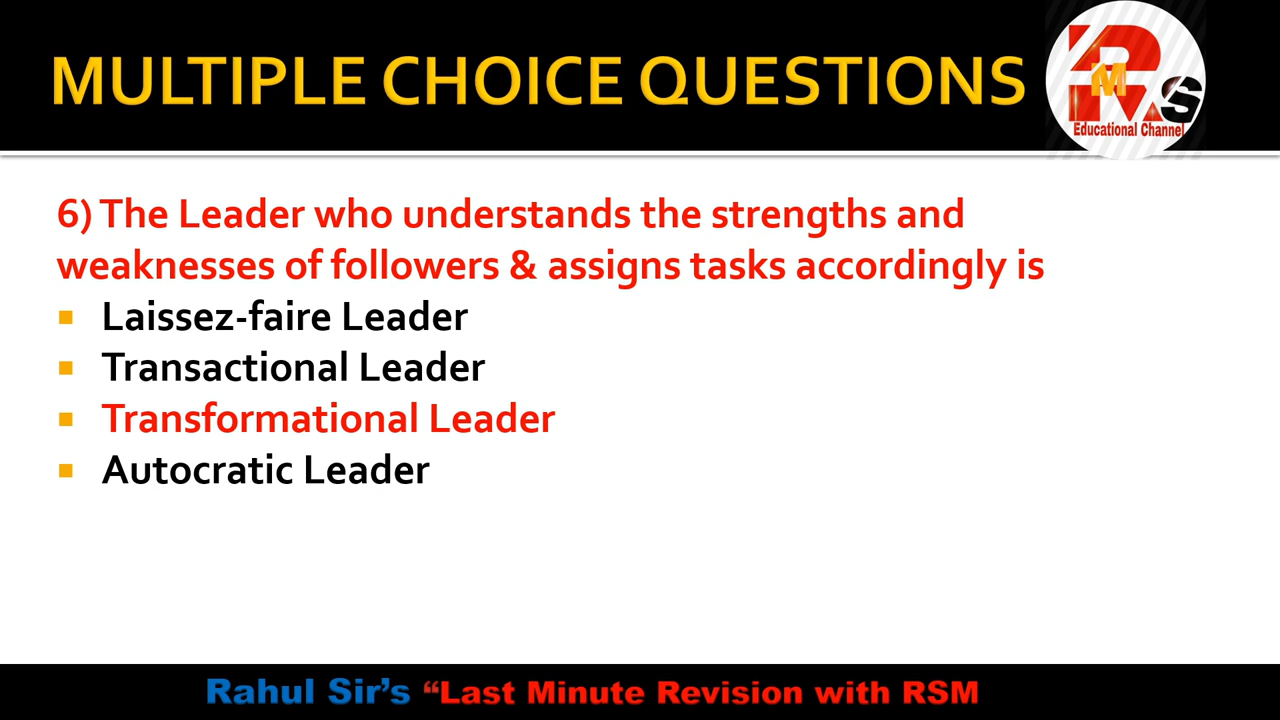 MULTIPLE CHOICE QUESTIONS
RMS
Educational Channel
6) The Leader who understands the strengths and
weaknesses of followers & assigns tasks accordingly is
Laissez-faire Leader
Transactional Leader
Transformational Leader
Autocratic Leader
Rahul Sir's “Last Minute Revision with RSM